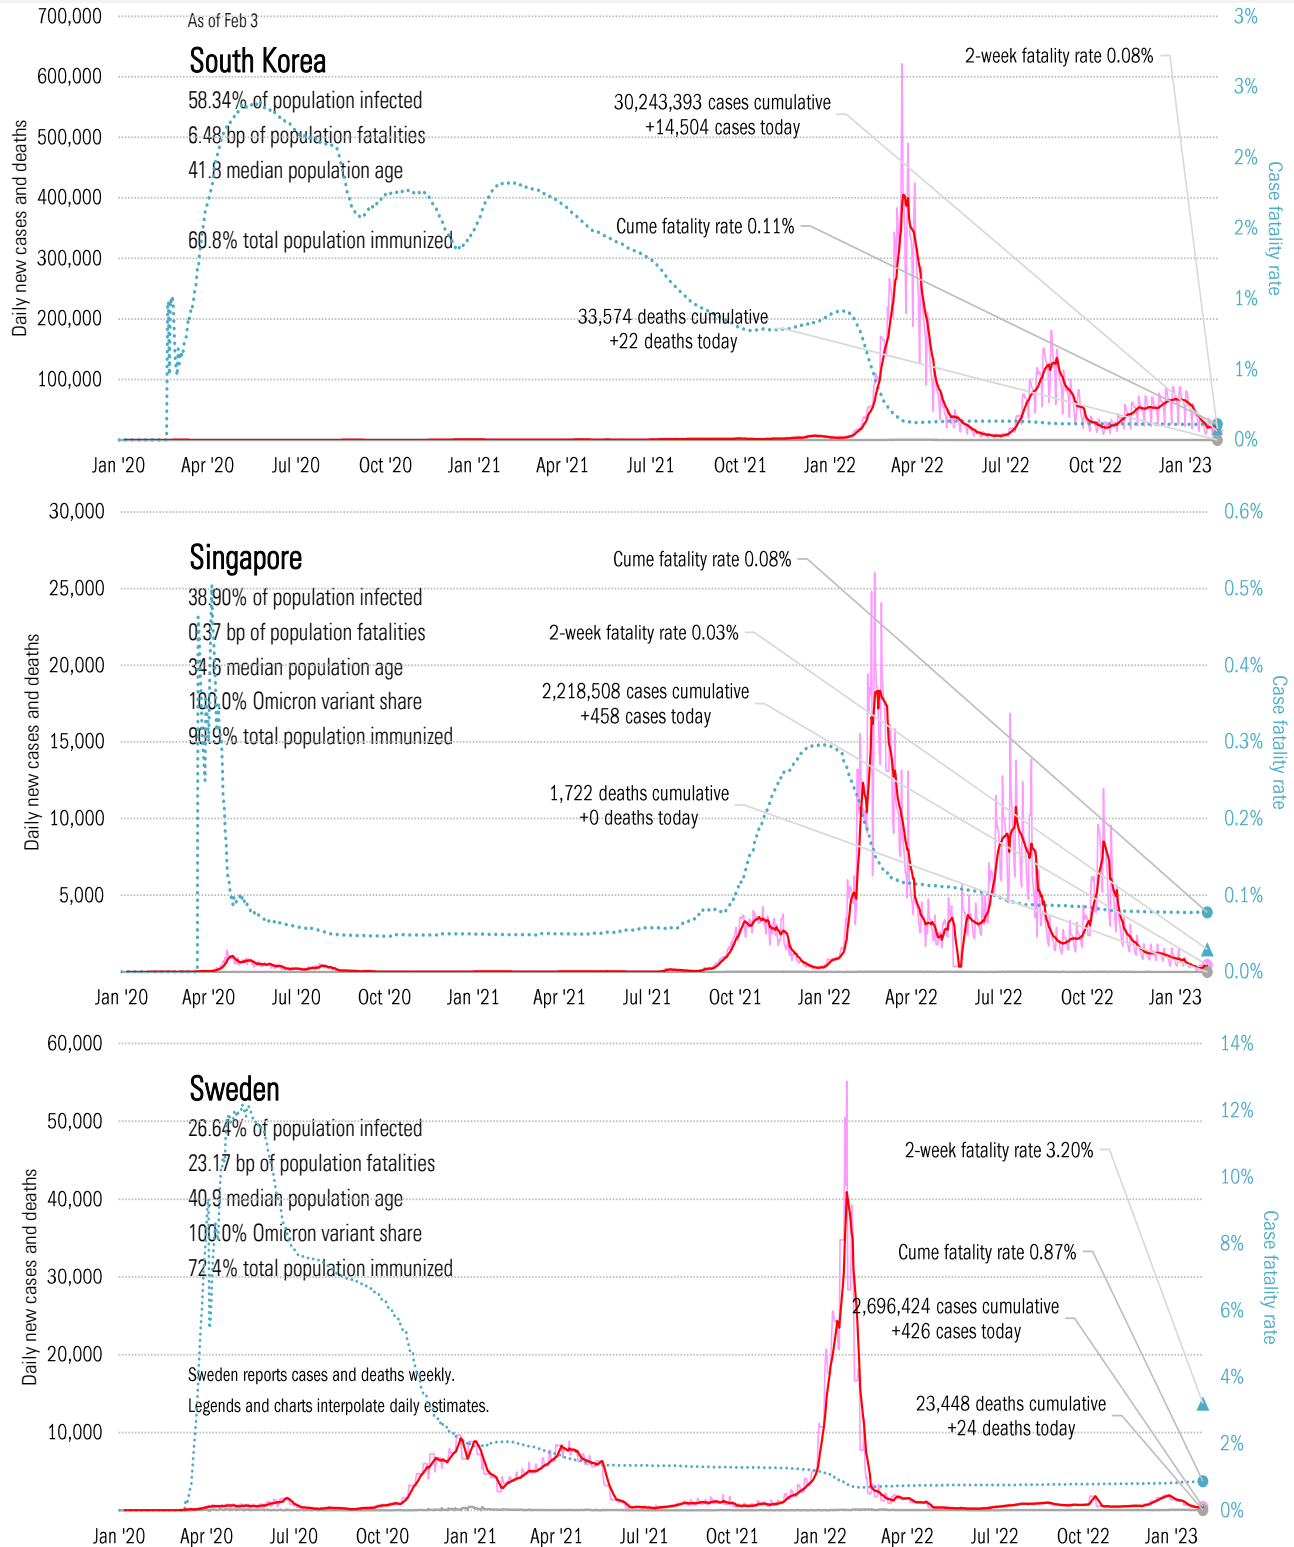 As of Feb 3
South Korea
58.34% of population infected
6.48 bp of population fatalities
41.8 median population age
60.8% total population immunized
2-week fatality rate 0.08%
30,243,393 cases cumulative
+14,504 cases today
Cume fatality rate 0.11%
33,574 deaths cumulative
+22 deaths today
Daily new cases and deaths
700,000
600,000
500,000
400,000
300,000
200,000
100,000
3%
3%
2%
2%
1%
1%
0%
Case fatality rate
Jan '20 Apr '20 Jul '20 Oct '20 Jan '21 Apr '21 Jul '21 Oct '21 Jan '22 Apr '22 Jul '22 Oct '22 Jan '23
Singapore
38.90% of population infected
0.37 bp of population fatalities
34.6 median population age
100.0% Omicron variant share
total population immunized
Cume fatality rate 0.08%
2-week fatality rate 0.03%
2,218,508 cases cumulative
+458 cases today
1,722 deaths cumulative
+0 deaths today
Daily new cases and deaths
30,000
25,000
20,000
15,000
10,000
5,000
0.6%
0.5%
0.4%
0.3%
0.2%
0.1%
0.0%
Case fatality rate
Jan '20 Apr '20 Jul '20 Oct '20 Jan '21 Apr '21 Jul '21 Oct '21 Jan '22 Apr '22 Jul '22 Oct '22 Jan '23
Sweden
26.64% of population infected
23.17 bp of population fatalities
40.9 median population age
100.0% Omicron variant share
72.4% total population immunized
Sweden reports cases and deaths weekly.
Legends and charts interpolate daily estimates.
2-week fatality rate 3.20%
Cume fatality rate 0.87%
2,696,424 cases cumulative
+426 cases today
23,448 deaths cumulative
+24 deaths today
Daily new cases and deaths
60,000
50,000
40,000
30,000
20,000
10,000
14%
12%
10%
8%
6%
4%
2%
0%
Case fatality rate
Jan '20 Apr '20 Jul '20 Oct '20 Jan '21 Apr '21 Jul '21 Oct '21 Jan '22 Apr '22 Jul '22 Oct '22 Jan '23